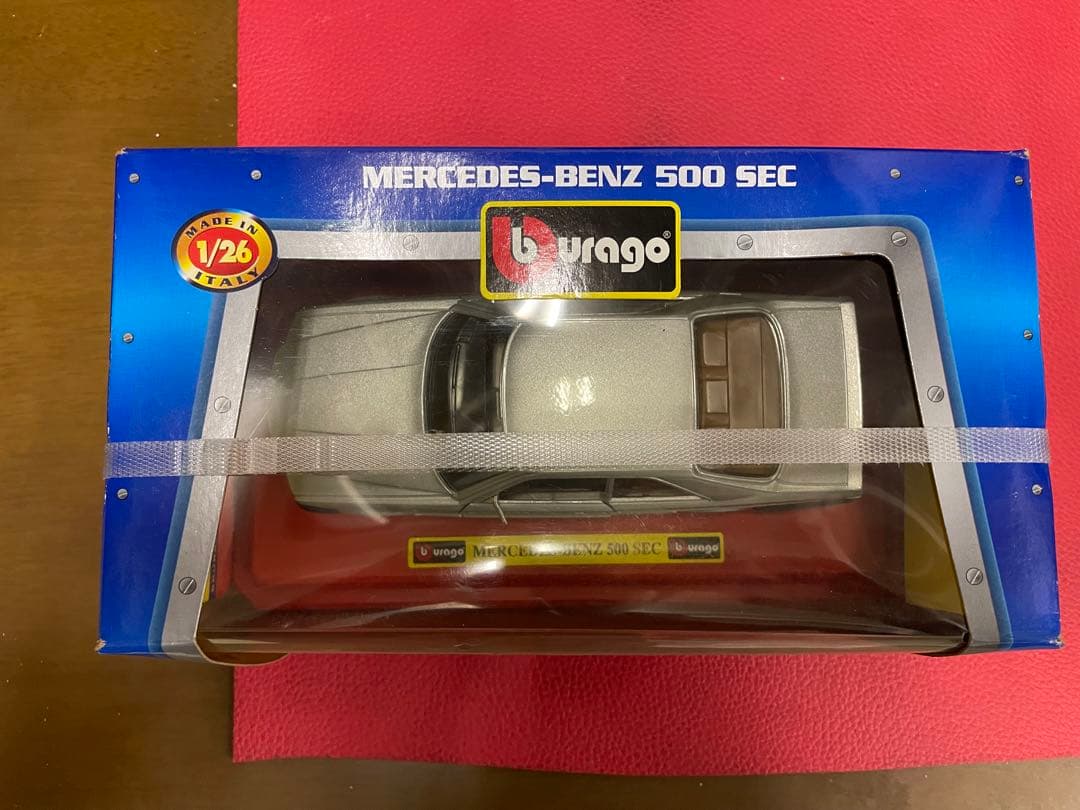 MERCEDES-BENZ 500 SEC
MADE IN
1/26
ITALY
burago®
burago MERCEDES-BENZ 500 SEC burago